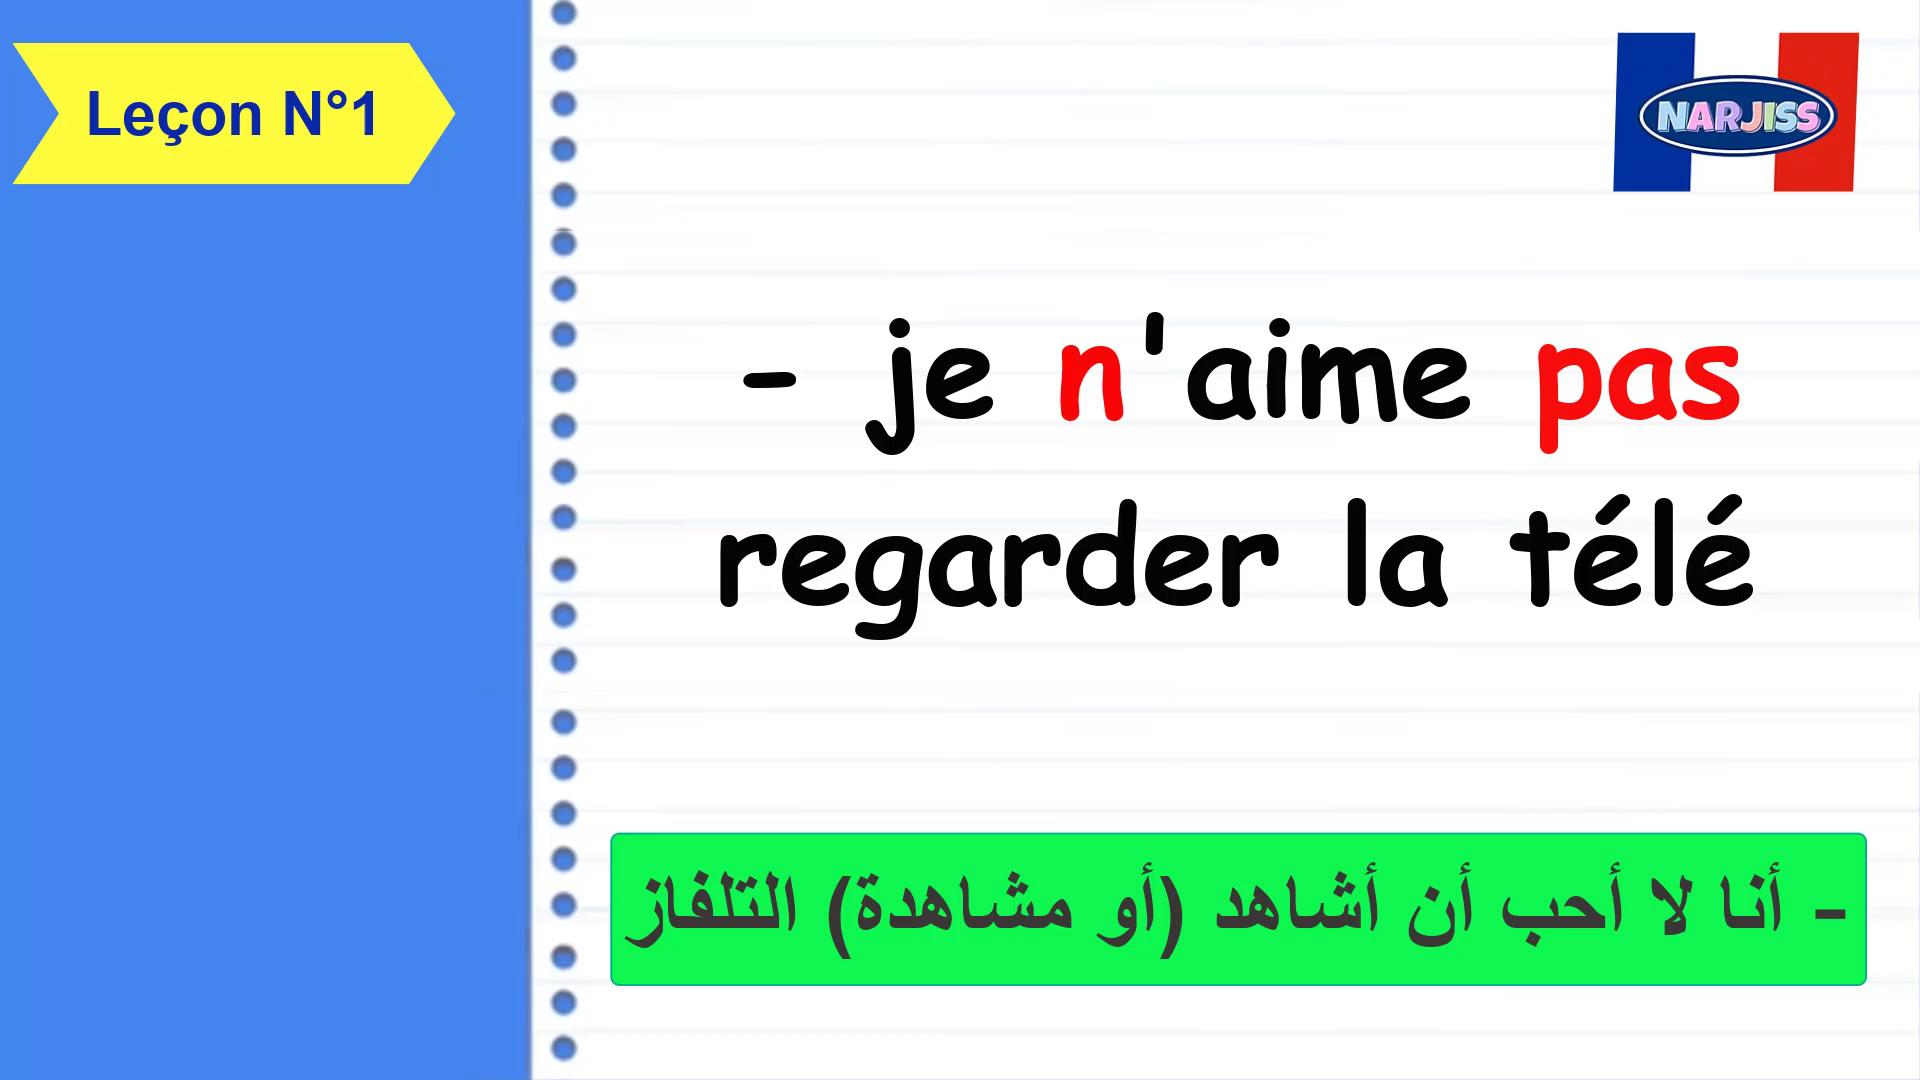 Leçon N°1
NARJISS
- je n'aime pas
regarder la télé
- أنا لا أحب أن أشاهد (أو مشاهدة) التلفاز